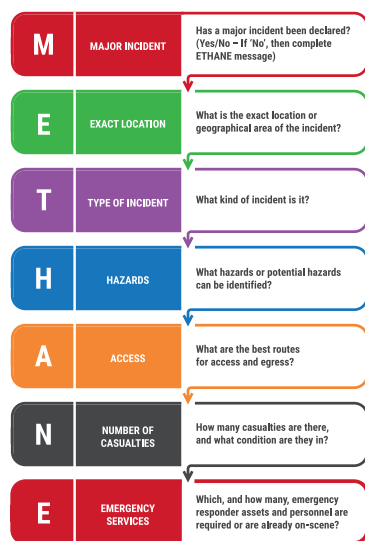 M
MAJOR INCIDENT
Has a major incident been declared?
(Yes/No – If ‘No’, then complete
ETHANE message)
E
EXACT LOCATION
What is the exact location or
geographical area of the incident?
T
TYPE OF INCIDENT
What kind of incident is it?
H
HAZARDS
What hazards or potential hazards
can be identified?
A
ACCESS
What are the best routes
for access and egress?
N
NUMBER OF
CASUALTIES
How many casualties are there,
and what condition are they in?
E
EMERGENCY
SERVICES
Which, and how many, emergency
responder assets and personnel are
required or are already on-scene?